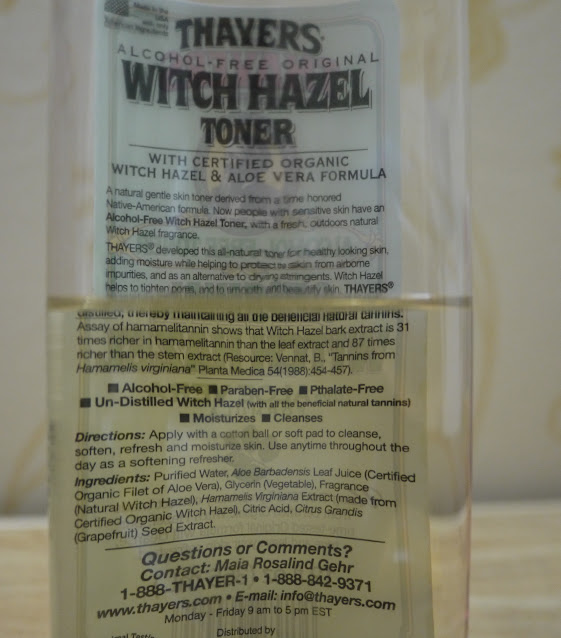 Made in the
USA
with only
American Ingredients
THAYERS®
ALCOHOL-FREE ORIGINAL
WITCH HAZEL
TONER
WITH CERTIFIED ORGANIC
WITCH HAZEL & ALOE VERA FORMULA
A natural gentle skin toner derived from a time honored
Native-American formula. Now people with sensitive skin have an
Alcohol-Free Witch Hazel Toner, with a fresh, outdoors natural
Witch Hazel fragrance.
THAYERS® developed this all-natural toner for healthy looking skin,
adding moisture while helping to protect the skin from airborne
impurities, and as an alternative to drying astringents. Witch Hazel
helps to tighten pores, and to smooth and beautify skin. THAYERS®
distilled, thereby maintaining all the beneficial natural tannins.
Assay of hamamelitannin shows that Witch Hazel bark extract is 31
times richer in hamamelitannin than the leaf extract and 87 times
richer than the stem extract (Resource: Vennat, B., "Tannins from
Hamamelis virginiana" Planta Medica 54(1988):454-457).
■ Alcohol-Free ■ Paraben-Free ■ Pthalate-Free
■ Un-Distilled Witch Hazel (with all the beneficial natural tannins)
■ Moisturizes ■ Cleanses
Directions: Apply with a cotton ball or soft pad to cleanse,
soften, refresh and moisturize skin. Use anytime throughout the
day as a softening refresher.
Ingredients: Purified Water, Aloe Barbadensis Leaf Juice (Certified
Organic Filet of Aloe Vera), Glycerin (Vegetable), Fragrance
(Natural Witch Hazel), Hamamelis Virginiana Extract (made from
Certified Organic Witch Hazel), Citric Acid, Citrus Grandis
(Grapefruit) Seed Extract.
Questions or Comments?
Contact: Maia Rosalind Gehr
1-888-THAYER-1 • 1-888-842-9371
www.thayers.com • E-mail: info@thayers.com
Monday - Friday 9 am to 5 pm EST
Distributed by